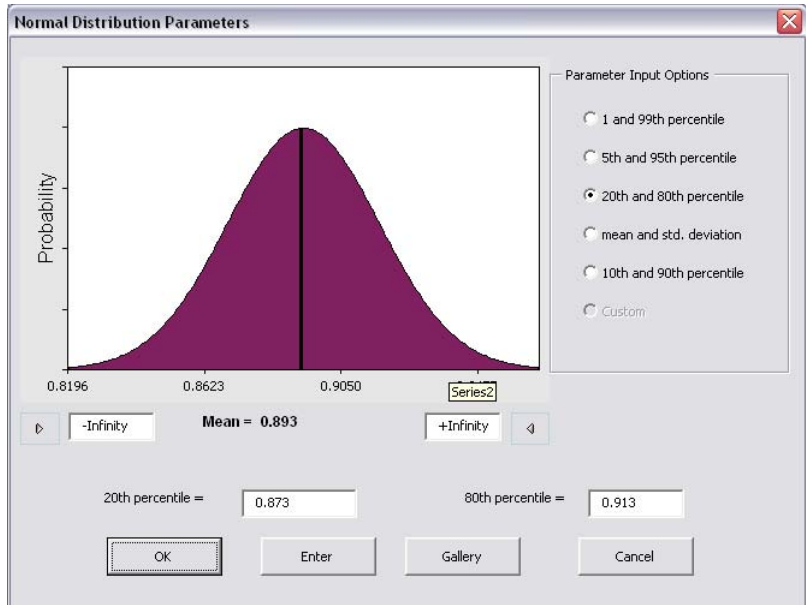 Normal Distribution Parameters
Probability
0.8196 0.8623 0.9050
Series2
-Infinity
Mean = 0.893
+Infinity
Parameter Input Options
1 and 99th percentile
5th and 95th percentile
20th and 80th percentile
mean and std. deviation
10th and 90th percentile
Custom
20th percentile = 0.873
80th percentile = 0.913
OK Enter Gallery Cancel